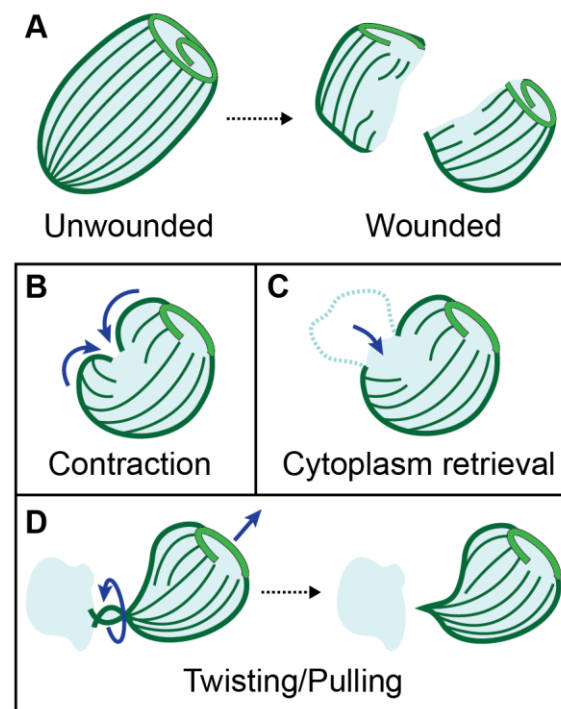 A
Unwounded
Wounded
B
Contraction
C
Cytoplasm retrieval
D
Twisting/Pulling